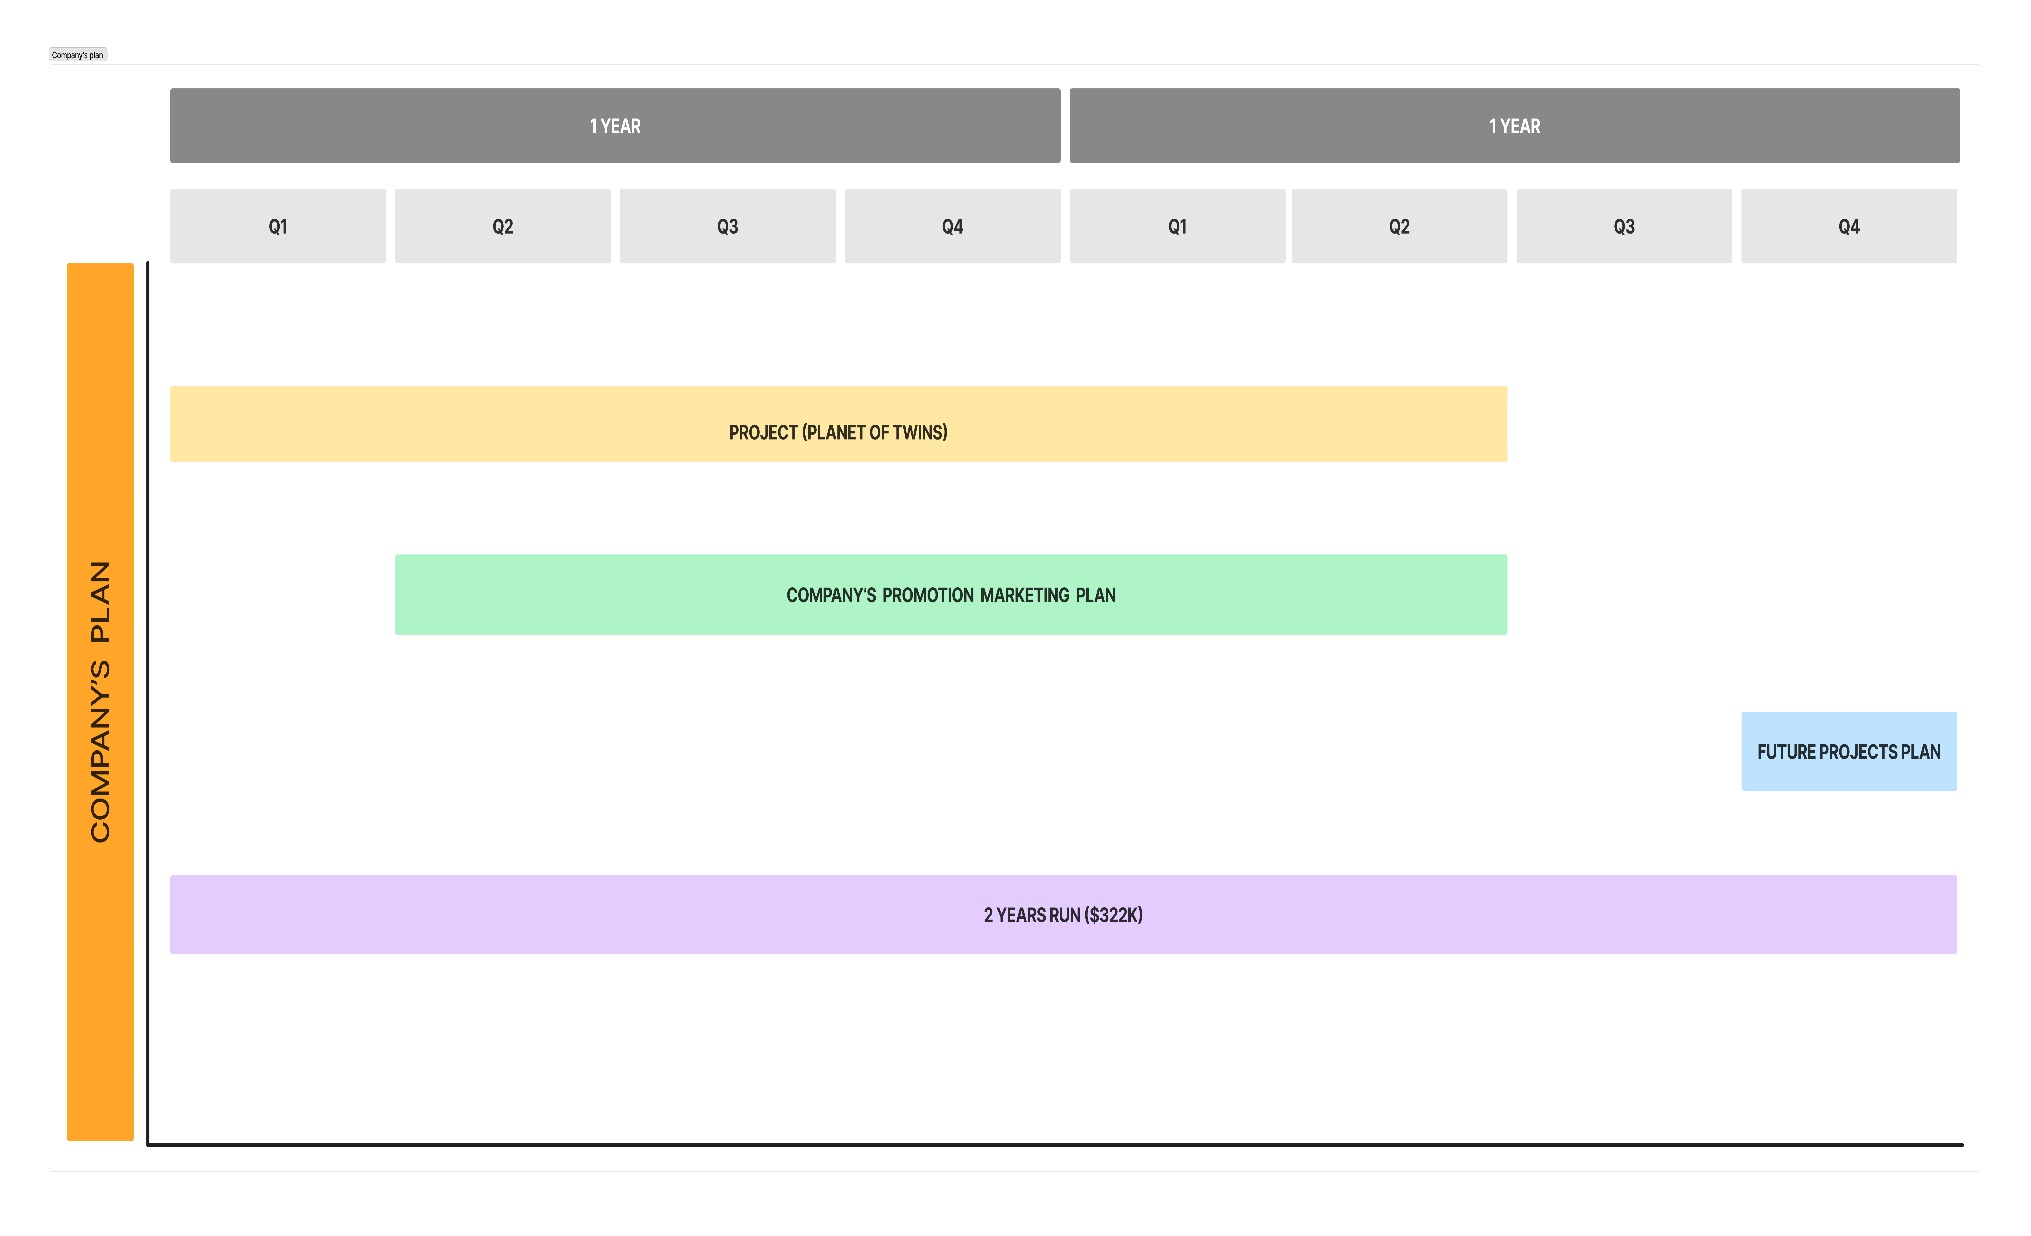 Company's plan
1 YEAR
1 YEAR
Q1
Q2
Q3
Q4
Q1
Q2
Q3
Q4
COMPANY'S PLAN
PROJECT (PLANET OF TWINS)
COMPANY'S PROMOTION MARKETING PLAN
FUTURE PROJECTS PLAN
2 YEARS RUN ($322K)